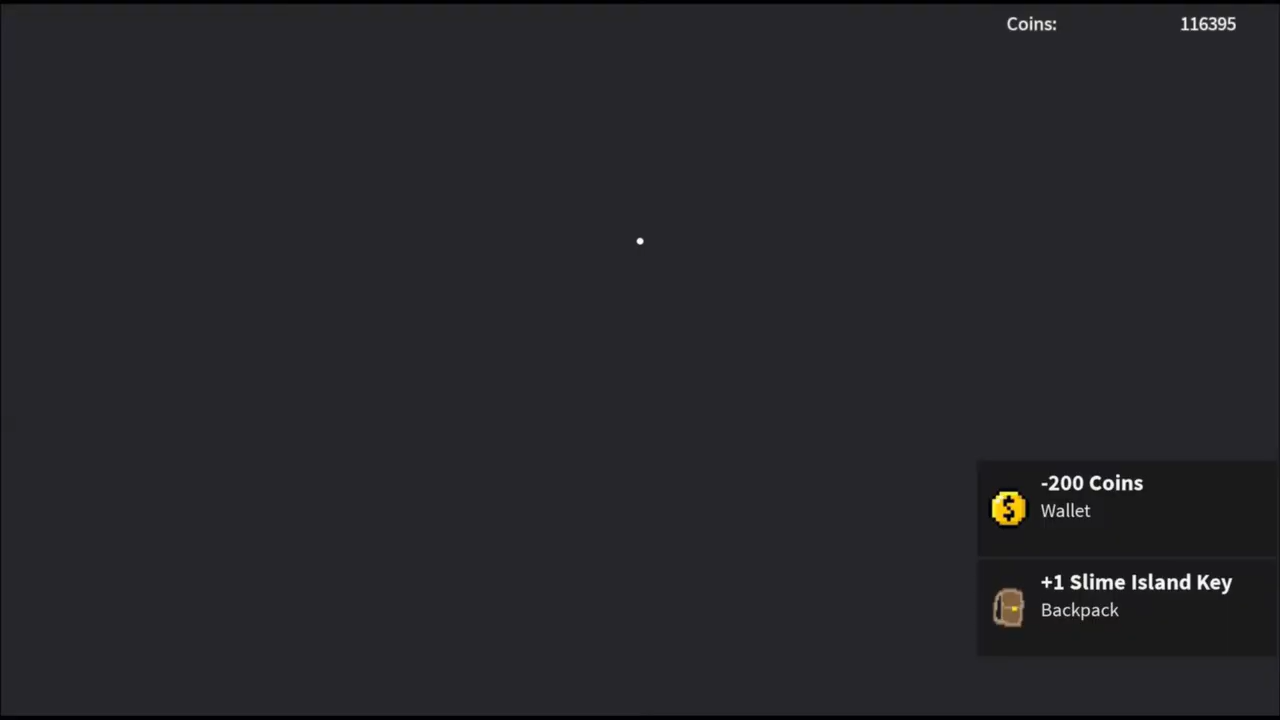 Coins: 116395
-200 Coins
Wallet
+1 Slime Island Key
Backpack